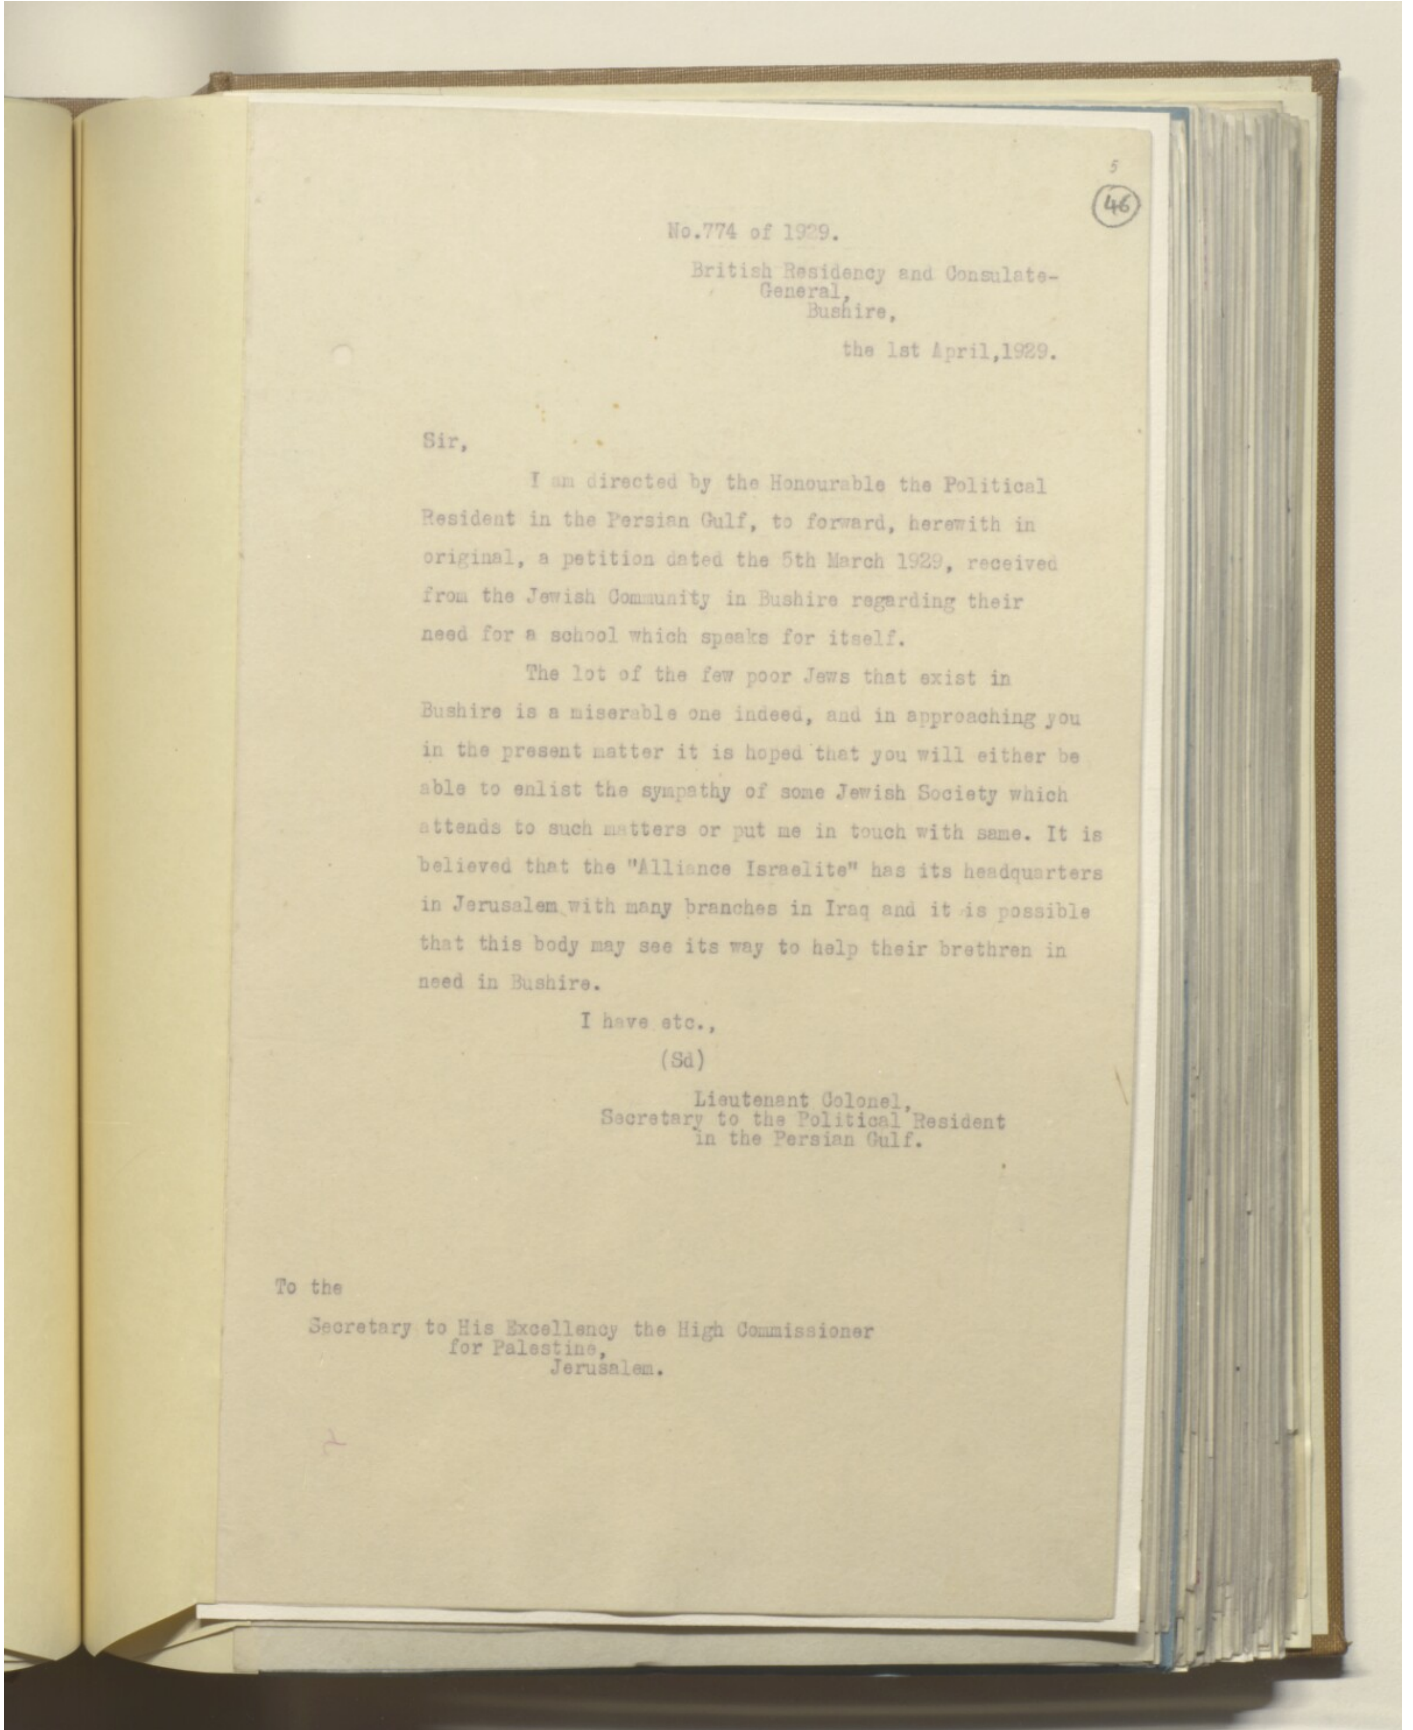 5
46
No.774 of 1929.
British Residency and Consulate-
General,
Bushire,
the 1st April,1929.
Sir,
I am directed by the Honourable the Political
Resident in the Persian Gulf, to forward, herewith in
original, a petition dated the 5th March 1929, received
from the Jewish Community in Bushire regarding their
need for a school which speaks for itself.
The lot of the few poor Jews that exist in
Bushire is a miserable one indeed, and in approaching you
in the present matter it is hoped that you will either be
able to enlist the sympathy of some Jewish Society which
attends to such matters or put me in touch with same. It is
believed that the "Alliance Israelite" has its headquarters
in Jerusalem with many branches in Iraq and it is possible
that this body may see its way to help their brethren in
need in Bushire.
I have etc.,
(Sd)
Lieutenant Colonel,
Secretary to the Political Resident
in the Persian Gulf.
To the
Secretary to His Excellency the High Commissioner
for Palestine,
Jerusalem.